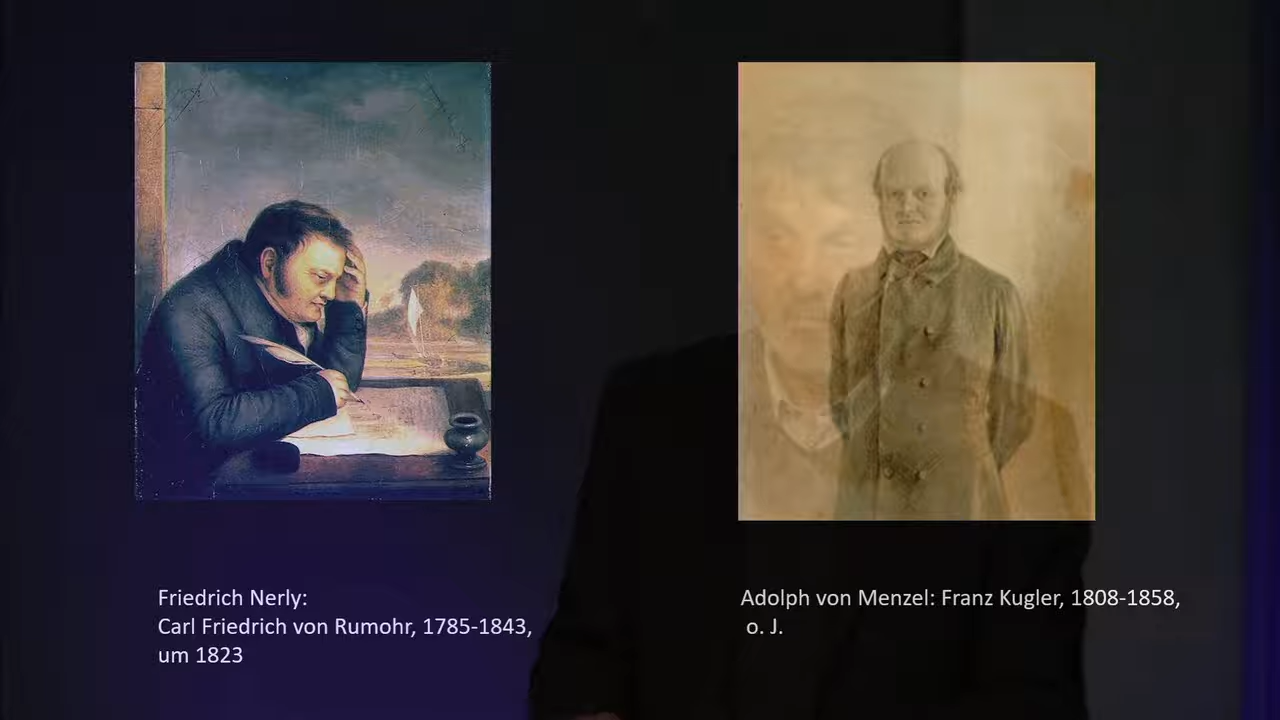 Friedrich Nerly:
Carl Friedrich von Rumohr, 1785-1843,
um 1823
Adolph von Menzel: Franz Kugler, 1808-1858,
o. J.